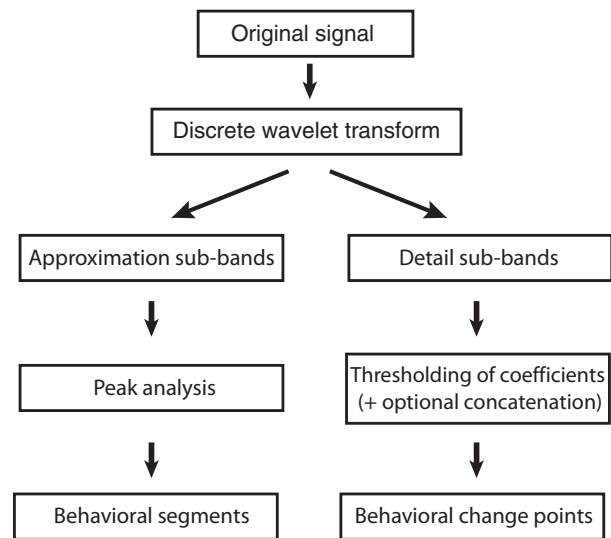 Original signal
Discrete wavelet transform
Approximation sub-bands
Detail sub-bands
Peak analysis
Thresholding of coefficients
(+ optional concatenation)
Behavioral segments
Behavioral change points